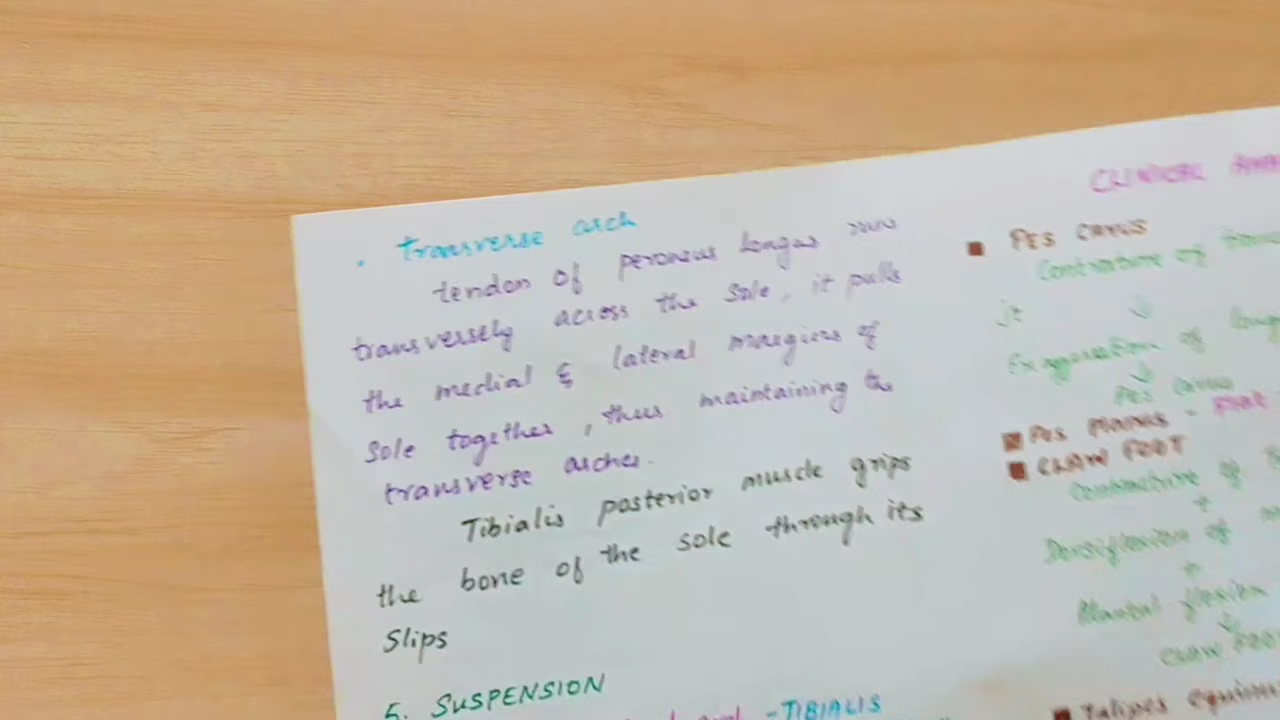 . Transverse arch
tendon of peroneus longus runs
transversely across the sole, it pulls
the medial & lateral margins of
sole together, thus maintaining the
transverse arches.
Tibialis posterior muscle grips
the bone of the sole through its
slips
5. SUSPENSION
-TIBIALIS
CLINICAL
PES CAVUS
Contracture of
it
↓
of
↓
Pes cavus
Pes planus -
CLAW FOOT
Contracture of
+
Dorsiflexion of
+
Plantar flexion
↓
CLAW FOOT
Talipes